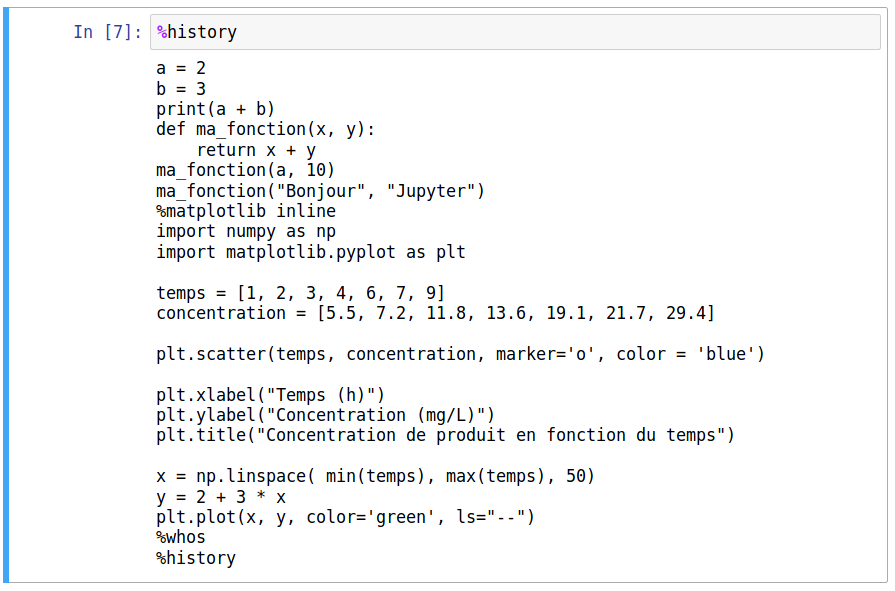 In [7]: %history
a = 2
b = 3
print(a + b)
def ma_fonction(x, y):
    return x + y
ma_fonction(a, 10)
ma_fonction("Bonjour", "Jupyter")
%matplotlib inline
import numpy as np
import matplotlib.pyplot as plt

temps = [1, 2, 3, 4, 6, 7, 9]
concentration = [5.5, 7.2, 11.8, 13.6, 19.1, 21.7, 29.4]

plt.scatter(temps, concentration, marker='o', color = 'blue')

plt.xlabel("Temps (h)")
plt.ylabel("Concentration (mg/L)")
plt.title("Concentration de produit en fonction du temps")

x = np.linspace( min(temps), max(temps), 50)
y = 2 + 3 * x
plt.plot(x, y, color='green', ls="--")
%whos
%history